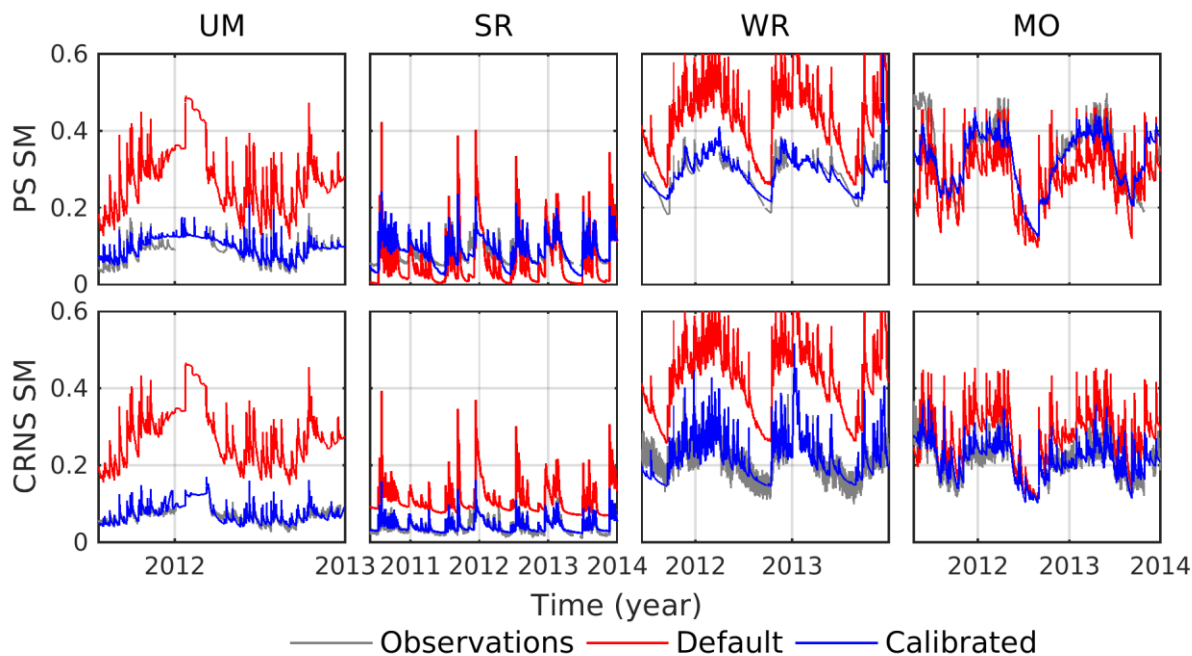 UM SR WR MO
0.6
0.4
0.2
0
PS SM
0.6
0.4
0.2
0
CRNS SM
2012 2013 2011 2012 2013 2014 2012 2013 2012 2013 2014
Time (year)
Observations Default Calibrated